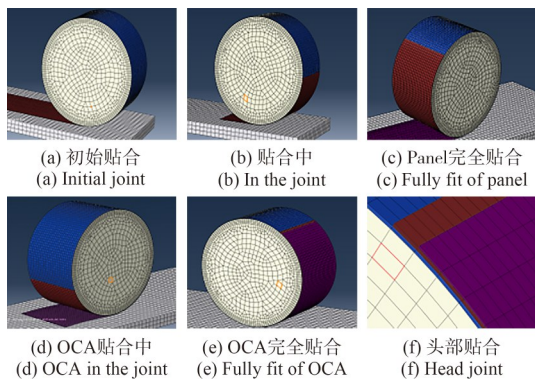 (a) 初始贴合
(a) Initial joint
(b) 贴合中
(b) In the joint
(c) Panel完全贴合
(c) Fully fit of panel
(d) OCA贴合中
(d) OCA in the joint
(e) OCA完全贴合
(e) Fully fit of OCA
(f) 头部贴合
(f) Head joint